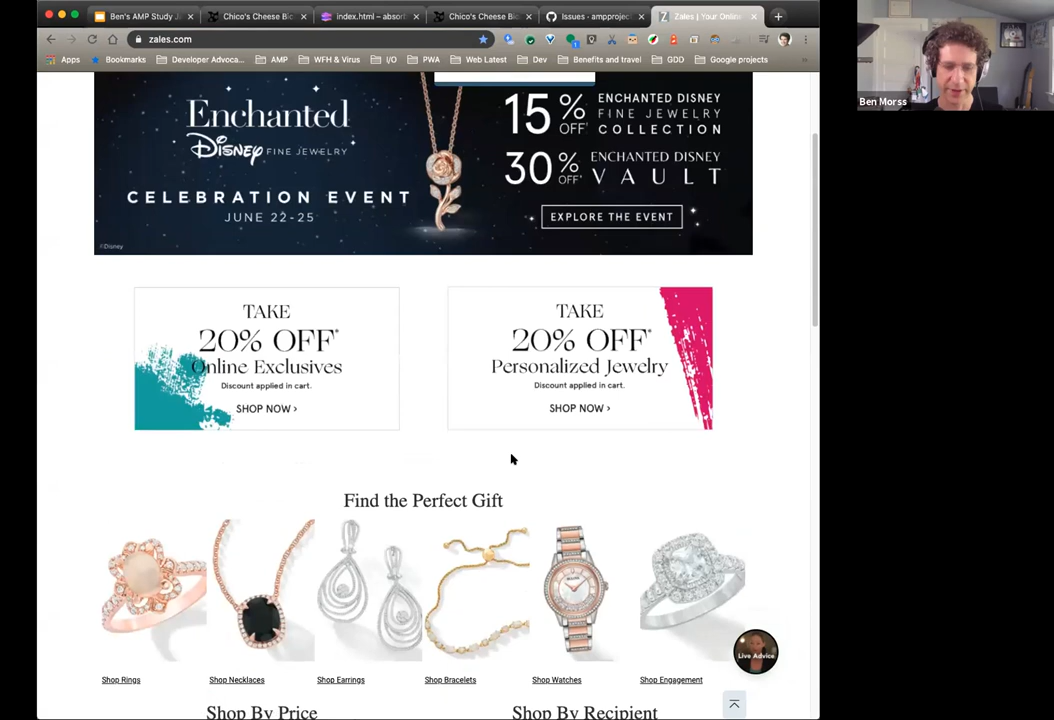 Ben's AMP Study J
Chico's Cheese Bic
index.html – absort
Chico's Cheese Bic
Issues · ampprojec
Zales | Your Online
zales.com
Apps
Bookmarks
Developer Advoca...
AMP
WFH & Virus
I/O
PWA
Web Latest
Dev
Benefits and travel
GDD
Google projects
Ben Morss
Enchanted
Disney FINE JEWELRY
CELEBRATION EVENT
JUNE 22-25
©Disney
15% OFF* ENCHANTED DISNEY
FINE JEWELRY
COLLECTION
30% OFF* ENCHANTED DISNEY
VAULT
EXPLORE THE EVENT
TAKE
20% OFF*
Online Exclusives
Discount applied in cart.
SHOP NOW ›
TAKE
20% OFF*
Personalized Jewelry
Discount applied in cart.
SHOP NOW ›
Find the Perfect Gift
Live Advice
Shop Rings
Shop Necklaces
Shop Earrings
Shop Bracelets
Shop Watches
Shop Engagement
Shop By Price
Shop By Recipient